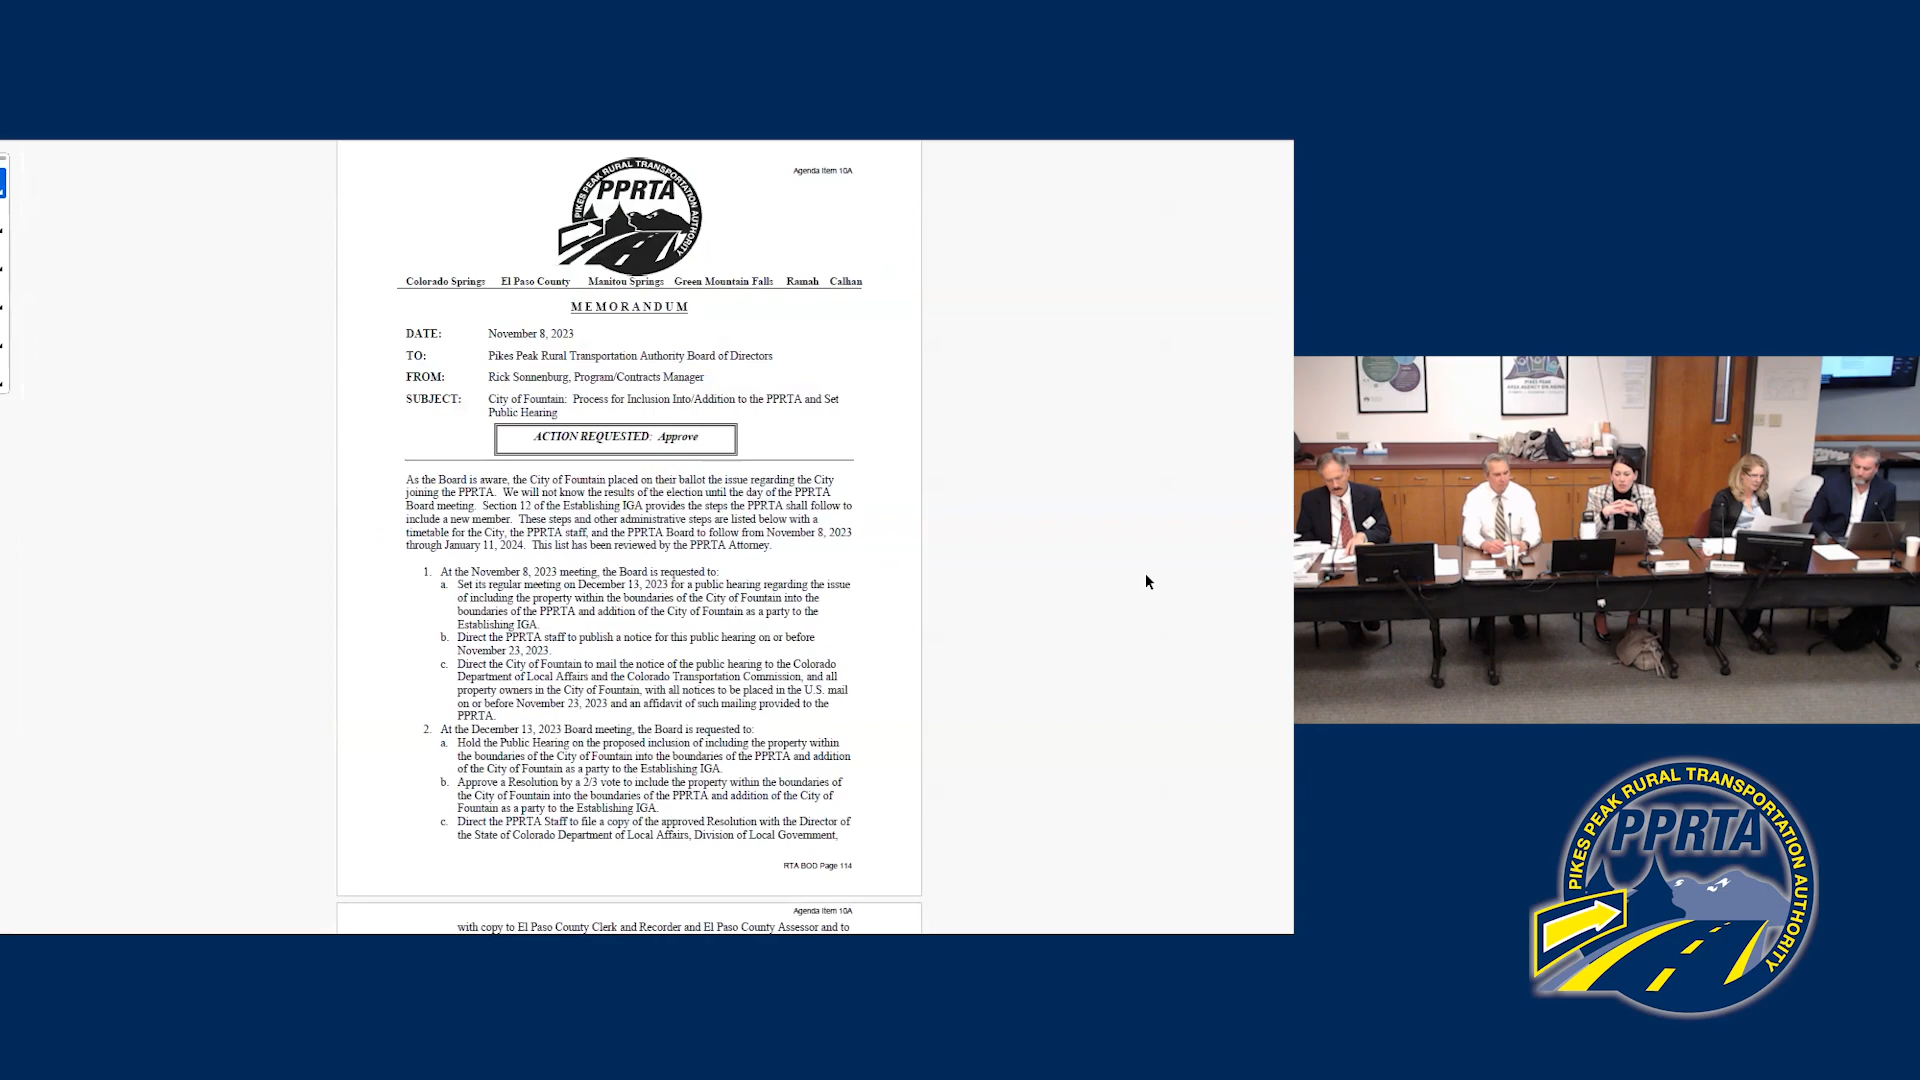 Agenda Item 10A
PIKES PEAK RURAL TRANSPORTATION AUTHORITY
PPRTA
Colorado Springs El Paso County Manitou Springs Green Mountain Falls Ramah Calhan
MEMORANDUM
DATE: November 8, 2023
TO: Pikes Peak Rural Transportation Authority Board of Directors
FROM: Rick Sonnenburg, Program/Contracts Manager
SUBJECT: City of Fountain: Process for Inclusion Into/Addition to the PPRTA and Set
Public Hearing
ACTION REQUESTED: Approve
As the Board is aware, the City of Fountain placed on their ballot the issue regarding the City
joining the PPRTA. We will not know the results of the election until the day of the PPRTA
Board meeting. Section 12 of the Establishing IGA provides the steps the PPRTA shall follow to
include a new member. These steps and other administrative steps are listed below with a
timetable for the City, the PPRTA staff, and the PPRTA Board to follow from November 8, 2023
through January 11, 2024. This list has been reviewed by the PPRTA Attorney.
1. At the November 8, 2023 meeting, the Board is requested to:
a. Set its regular meeting on December 13, 2023 for a public hearing regarding the issue
of including the property within the boundaries of the City of Fountain into the
boundaries of the PPRTA and addition of the City of Fountain as a party to the
Establishing IGA.
b. Direct the PPRTA staff to publish a notice for this public hearing on or before
November 23, 2023.
c. Direct the City of Fountain to mail the notice of the public hearing to the Colorado
Department of Local Affairs and the Colorado Transportation Commission, and all
property owners in the City of Fountain, with all notices to be placed in the U.S. mail
on or before November 23, 2023 and an affidavit of such mailing provided to the
PPRTA.
2. At the December 13, 2023 Board meeting, the Board is requested to:
a. Hold the Public Hearing on the proposed inclusion of including the property within
the boundaries of the City of Fountain into the boundaries of the PPRTA and addition
of the City of Fountain as a party to the Establishing IGA.
b. Approve a Resolution by a 2/3 vote to include the property within the boundaries of
the City of Fountain into the boundaries of the PPRTA and addition of the City of
Fountain as a party to the Establishing IGA.
c. Direct the PPRTA Staff to file a copy of the approved Resolution with the Director of
the State of Colorado Department of Local Affairs, Division of Local Government,
RTA BOD Page 114
Agenda Item 10A
with copy to El Paso County Clerk and Recorder and El Paso County Assessor and to
PIKES PEAK
AREA AGENCY ON AGING
PIKES PEAK RURAL TRANSPORTATION AUTHORITY
PPRTA